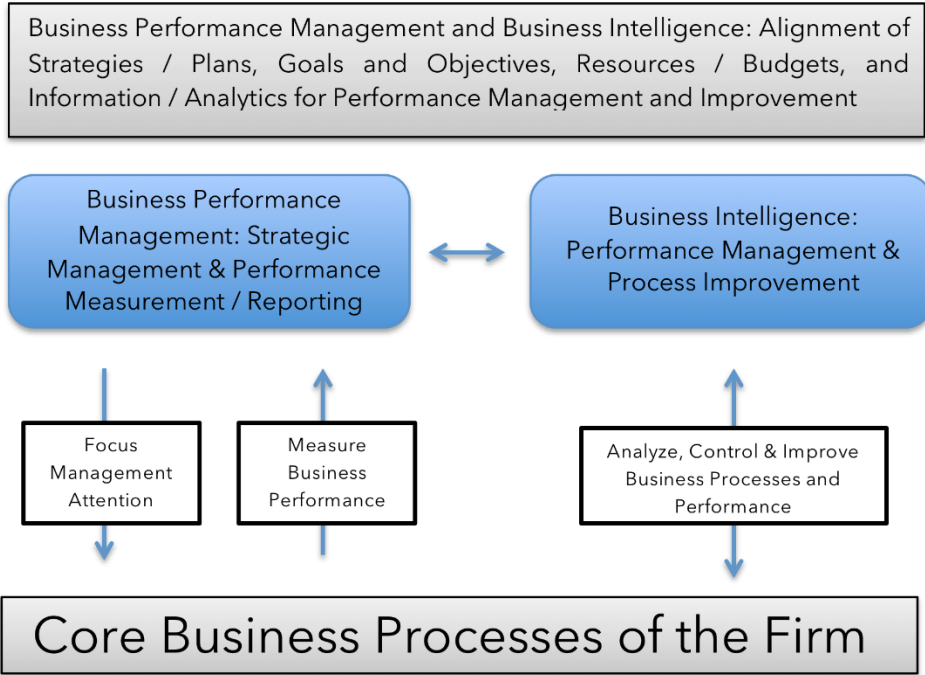 Business Performance Management and Business Intelligence: Alignment of
Strategies / Plans, Goals and Objectives, Resources / Budgets, and
Information / Analytics for Performance Management and Improvement
Business Performance
Management: Strategic
Management & Performance
Measurement / Reporting
Business Intelligence:
Performance Management &
Process Improvement
Focus
Management
Attention
Measure
Business
Performance
Analyze, Control & Improve
Business Processes and
Performance
Core Business Processes of the Firm